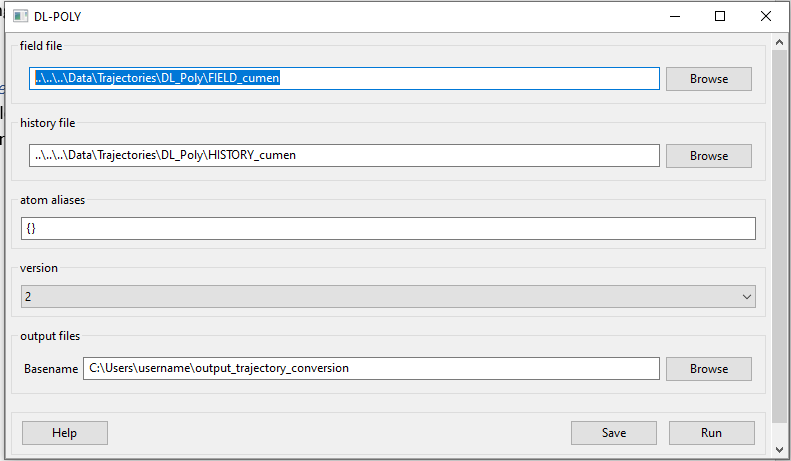 DL-POLY
field file
..\..\..\Data\Trajectories\DL_Poly\FIELD_cumen
Browse
history file
..\..\..\Data\Trajectories\DL_Poly\HISTORY_cumen
Browse
atom aliases
{}
version
2
output files
Basename
C:\Users\username\output_trajectory_conversion
Browse
Help
Save
Run